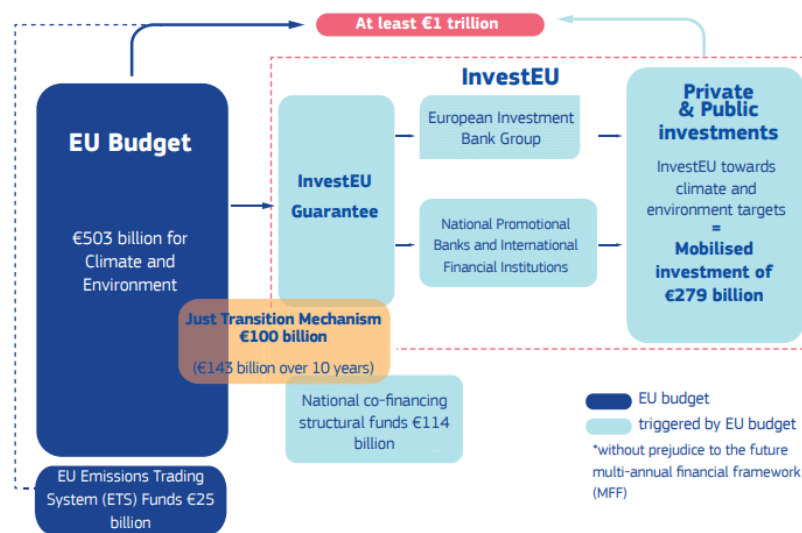 At least €1 trillion
EU Budget
€503 billion for
Climate and
Environment
InvestEU
InvestEU
Guarantee
European Investment
Bank Group
National Promotional
Banks and International
Financial Institutions
Private
& Public
investments
InvestEU towards
climate and
environment targets
=
Mobilised
investment of
€279 billion
Just Transition Mechanism
€100 billion
(€143 billion over 10 years)
National co-financing
structural funds €114
billion
EU Emissions Trading
System (ETS) Funds €25
billion
EU budget
triggered by EU budget
*without prejudice to the future
multi-annual financial framework
(MFF)